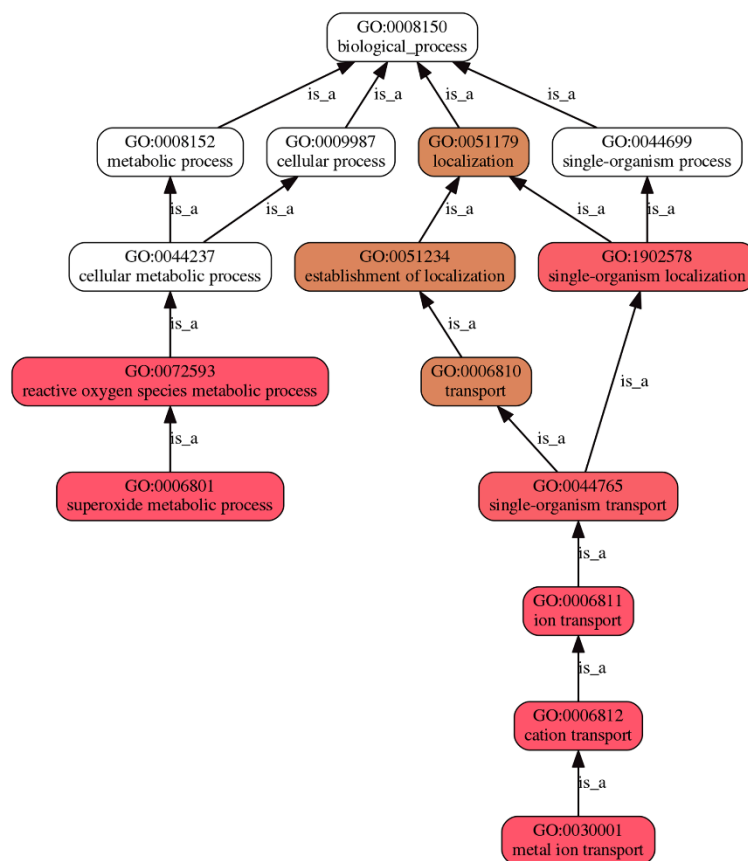 GO:0008150
biological_process
is_a
is_a
is_a
is_a
GO:0008152
metabolic process
GO:0009987
cellular process
GO:0051179
localization
GO:0044699
single-organism process
is_a
is_a
is_a
is_a
is_a
GO:0044237
cellular metabolic process
GO:0051234
establishment of localization
GO:1902578
single-organism localization
is_a
is_a
GO:0072593
reactive oxygen species metabolic process
GO:0006810
transport
is_a
is_a
is_a
GO:0006801
superoxide metabolic process
GO:0044765
single-organism transport
is_a
GO:0006811
ion transport
is_a
GO:0006812
cation transport
is_a
GO:0030001
metal ion transport